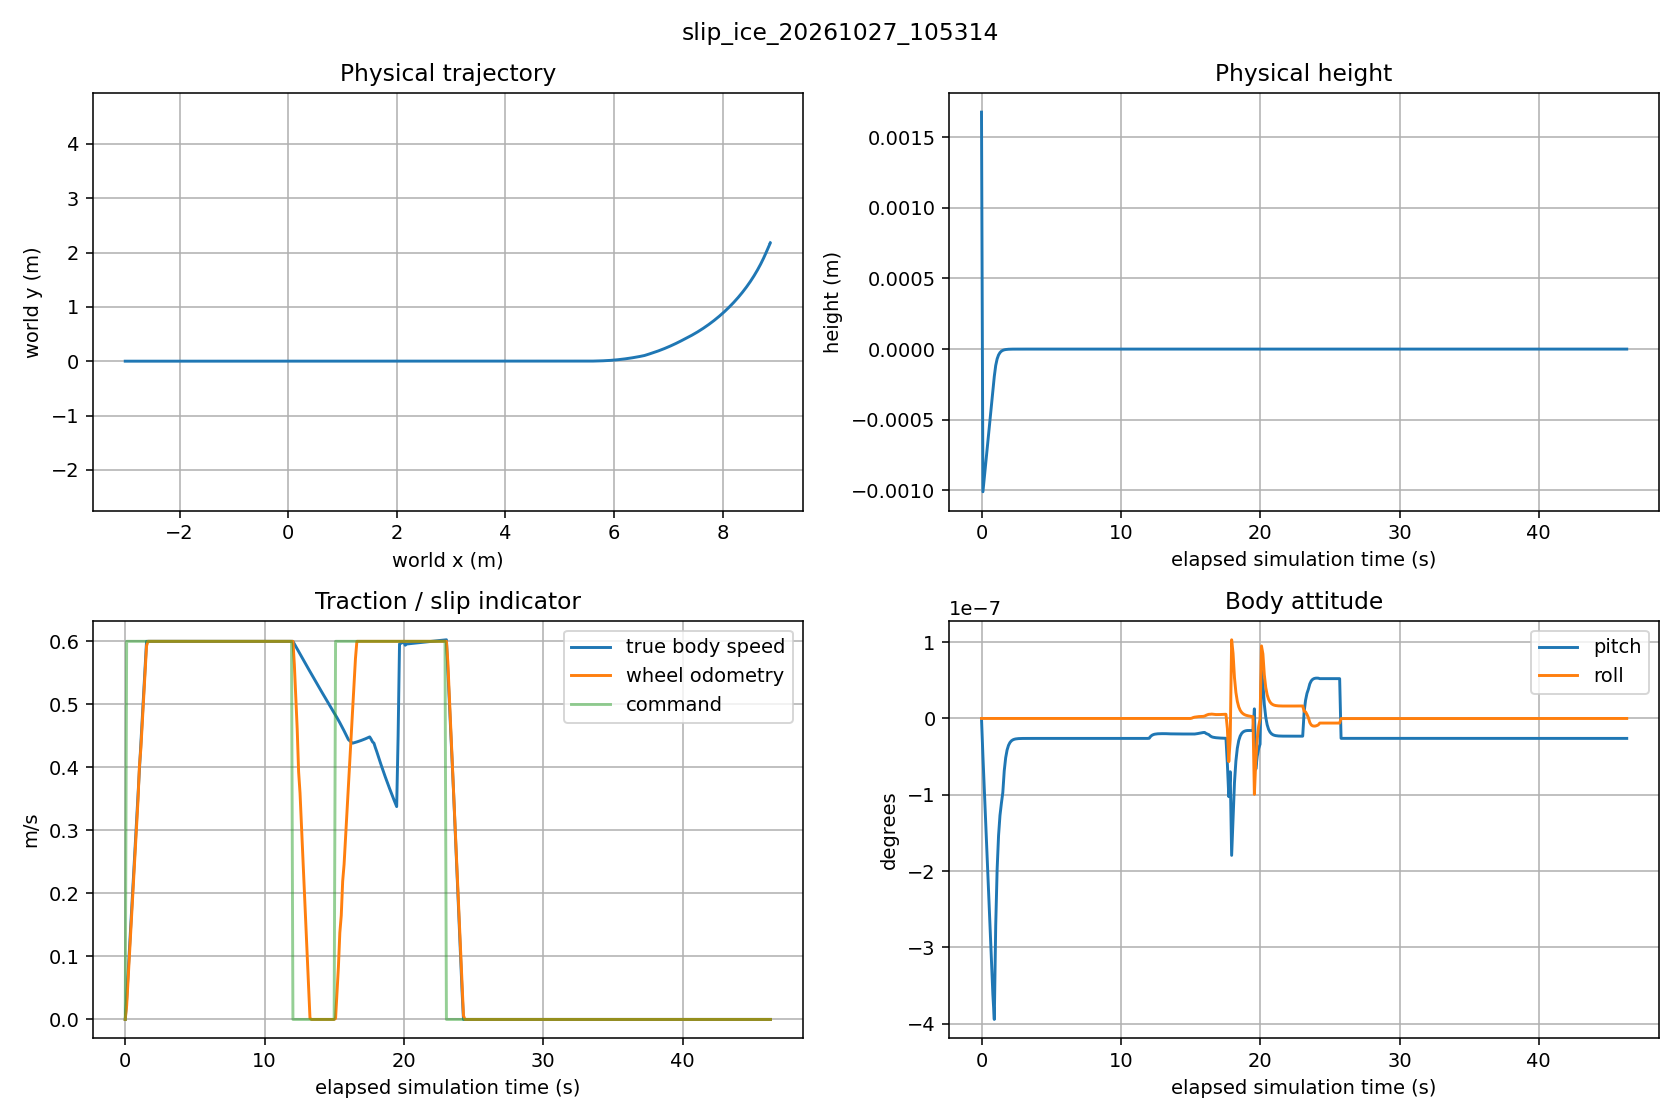 slip_ice_20261027_105314
Physical trajectory
4
3
2
1
0
−1
−2
world y (m)
−2 0 2 4 6 8
world x (m)
Physical height
0.0015
0.0010
0.0005
0.0000
−0.0005
−0.0010
height (m)
0 10 20 30 40
elapsed simulation time (s)
Traction / slip indicator
0.6
0.5
0.4
0.3
0.2
0.1
0.0
m/s
true body speed
wheel odometry
command
0 10 20 30 40
elapsed simulation time (s)
Body attitude
1e−7
1
0
−1
−2
−3
−4
degrees
pitch
roll
0 10 20 30 40
elapsed simulation time (s)